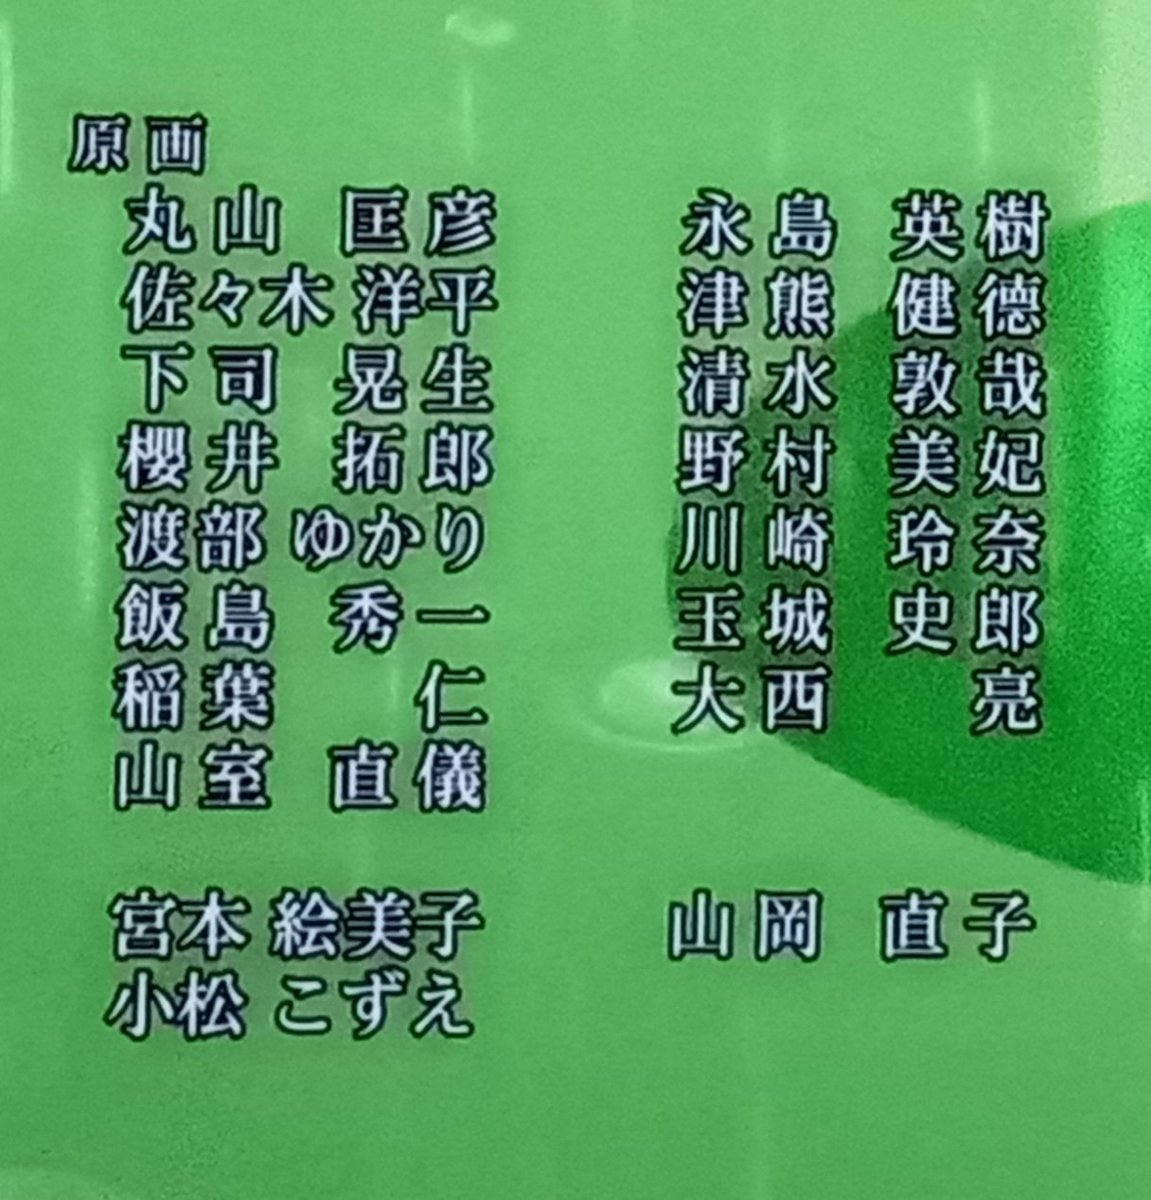 原画
丸山 匡彦 永島 英樹
佐々木 洋平 津熊 健徳
下司 晃生 清水 敦哉
櫻井 拓郎 野村 美妃
渡部 ゆかり 川崎 玲奈
飯島 秀一 玉城 史郎
稲葉 仁 大西 亮
山室 直儀
宮本 絵美子 山岡 直子
小松 こずえ